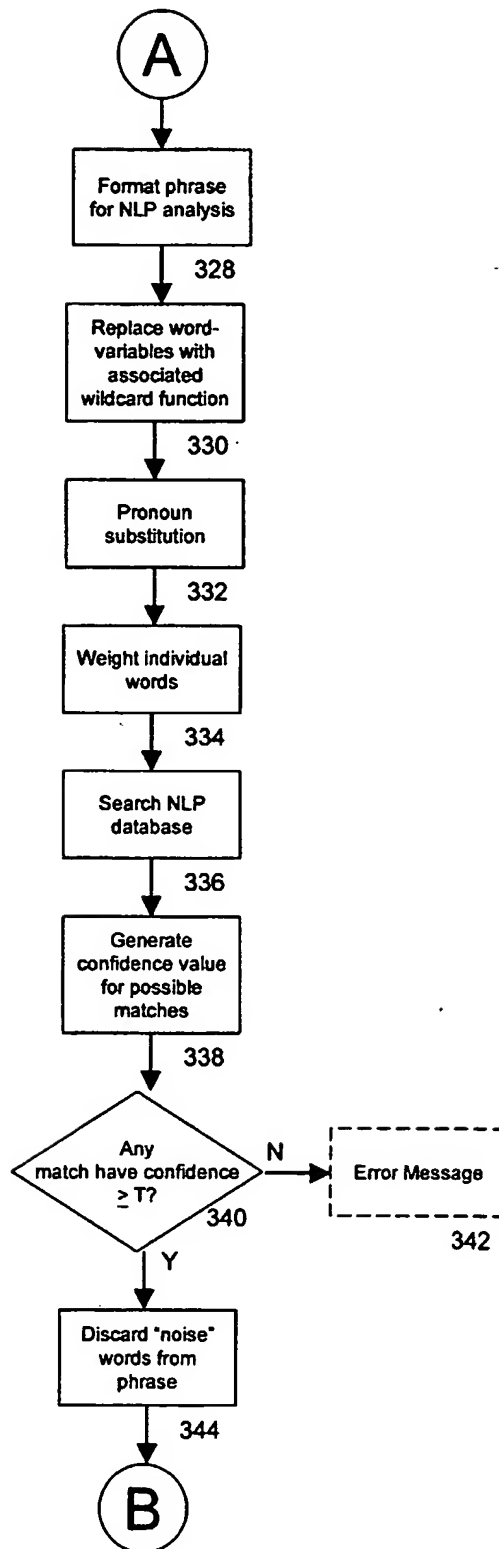 A
Format phrase
for NLP analysis
328
Replace word-
variables with
associated
wildcard function
330
Pronoun
substitution
332
Weight individual
words
334
Search NLP
database
336
Generate
confidence value
for possible
matches
338
Any
match have confidence
≥ T?
340
N
Error Message
342
Y
Discard "noise"
words from
phrase
344
B